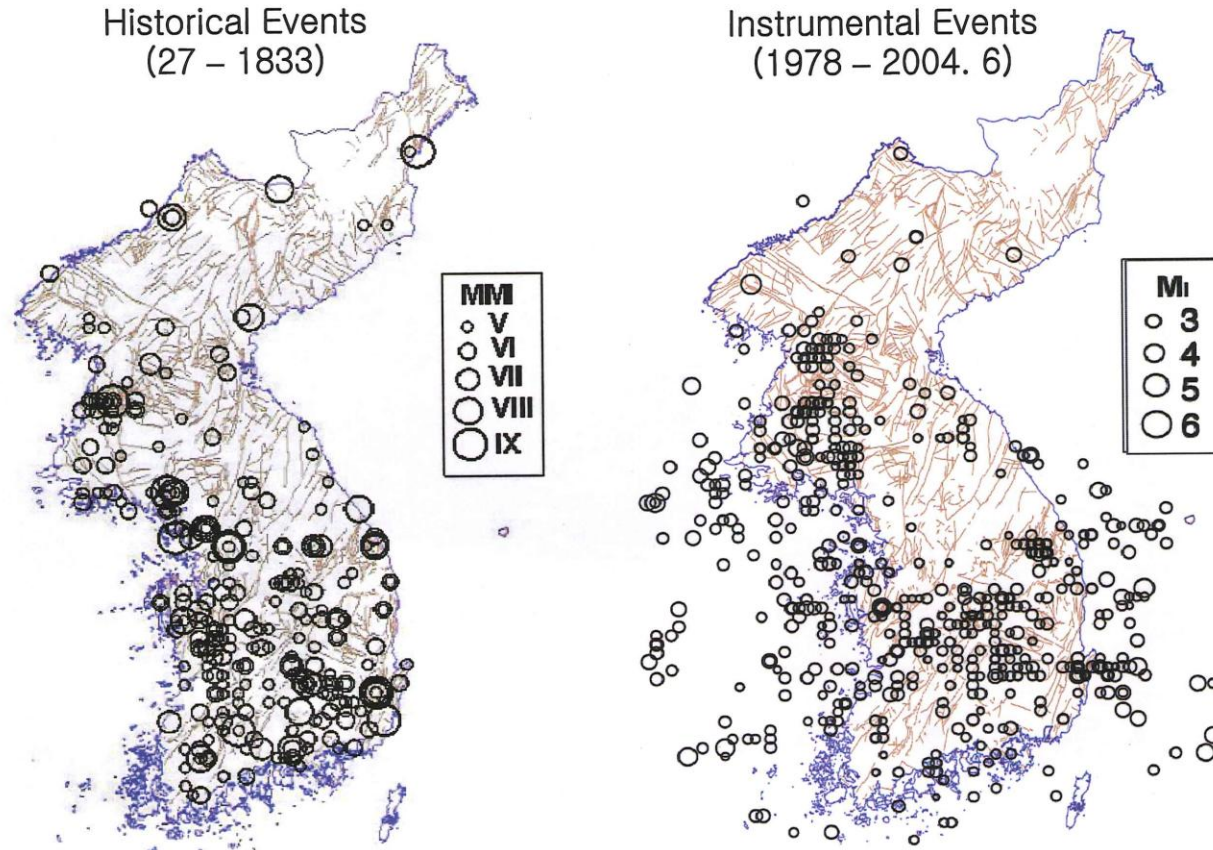 Historical Events
(27 – 1833)
Instrumental Events
(1978 – 2004. 6)
MMI
V
VI
VII
VIII
IX
Ml
3
4
5
6